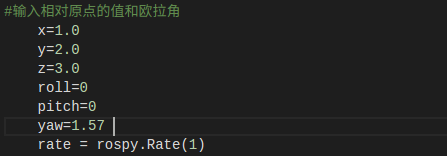 #输入相对原点的值和欧拉角
x=1.0
y=2.0
z=3.0
roll=0
pitch=0
yaw=1.57
rate = rospy.Rate(1)